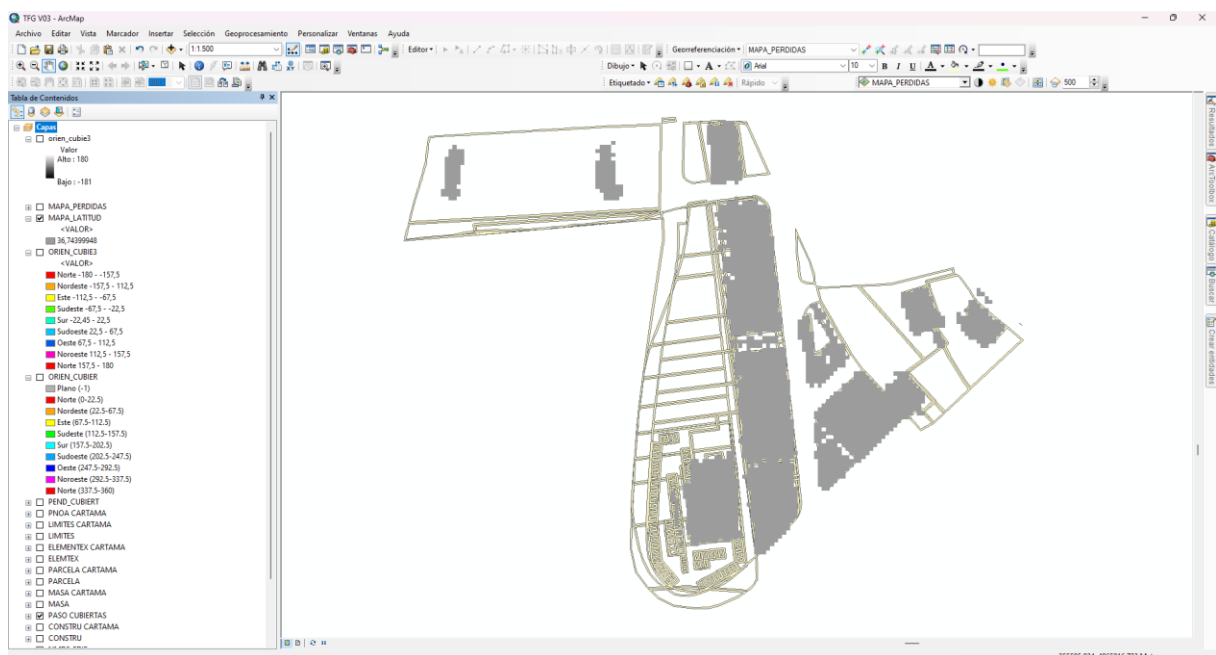 TFG V03 - ArcMap
Archivo Editar Vista Marcador Insertar Selección Geoprocesamiento Personalizar Ventanas Ayuda
1:1.500
Editor
Georreferenciación MAPA_PERDIDAS
Dibujo A Arial 10 B I U A
Etiquetado Rápido MAPA_PERDIDAS 500
Tabla de Contenidos
Capas
orien_cubie3
Valor
Alto : 180
Bajo : -181
MAPA_PERDIDAS
MAPA_LATITUD
<VALOR>
36,74399948
ORIEN_CUBIE3
<VALOR>
Norte -180 - -157,5
Nordeste -157,5 - 112,5
Este -112,5 - -67,5
Sudeste -67,5 - -22,5
Sur -22,45 - 22,5
Sudoeste 22,5 - 67,5
Oeste 67,5 - 112,5
Noroeste 112,5 - 157,5
Norte 157,5 - 180
ORIEN_CUBIER
Plano (-1)
Norte (0-22.5)
Nordeste (22.5-67.5)
Este (67.5-112.5)
Sudeste (112.5-157.5)
Sur (157.5-202.5)
Sudoeste (202.5-247.5)
Oeste (247.5-292.5)
Noroeste (292.5-337.5)
Norte (337.5-360)
PEND_CUBIERT
PNOA CARTAMA
LIMITES CARTAMA
LIMITES
ELEMENTEX CARTAMA
ELEMTEX
PARCELA CARTAMA
PARCELA
MASA CARTAMA
MASA
PASO CUBIERTAS
CONSTRU CARTAMA
CONSTRU
Resultados
ArcToolbox
Catálogo
Buscar
Crear entidades